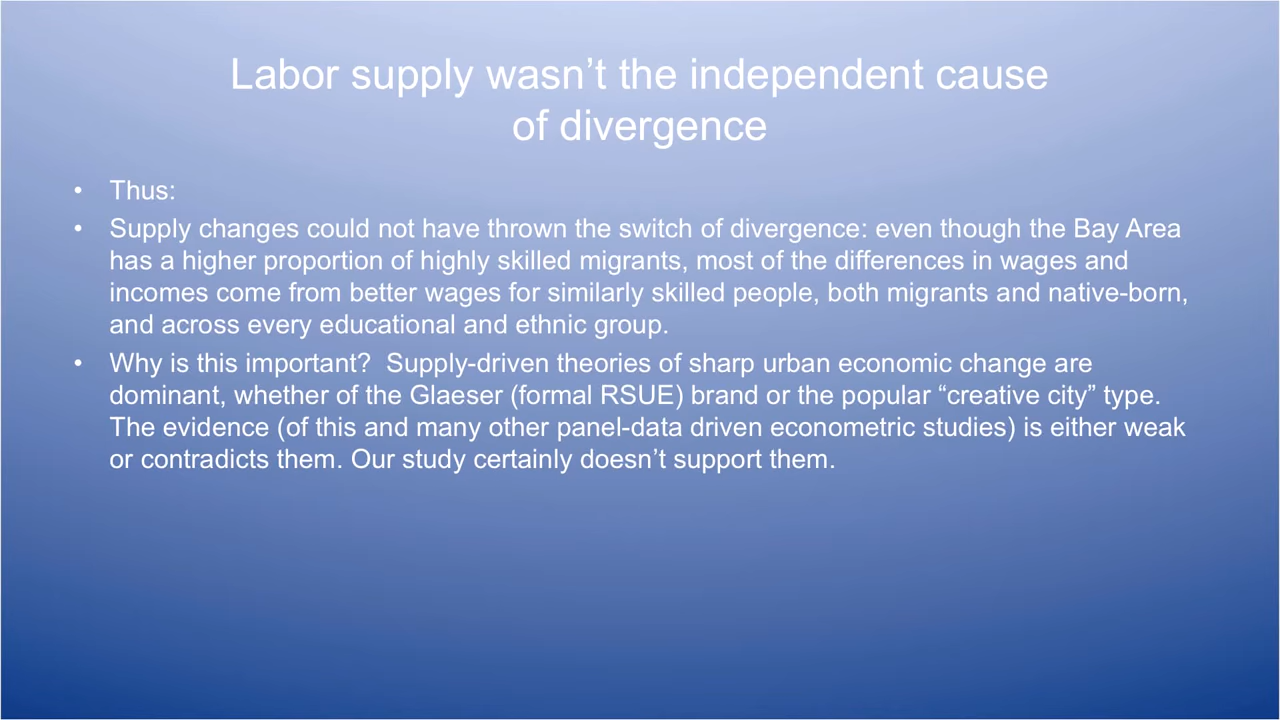 Labor supply wasn’t the independent cause
of divergence
• Thus:
• Supply changes could not have thrown the switch of divergence: even though the Bay Area
has a higher proportion of highly skilled migrants, most of the differences in wages and
incomes come from better wages for similarly skilled people, both migrants and native-born,
and across every educational and ethnic group.
• Why is this important?  Supply-driven theories of sharp urban economic change are
dominant, whether of the Glaeser (formal RSUE) brand or the popular “creative city” type.
The evidence (of this and many other panel-data driven econometric studies) is either weak
or contradicts them. Our study certainly doesn’t support them.